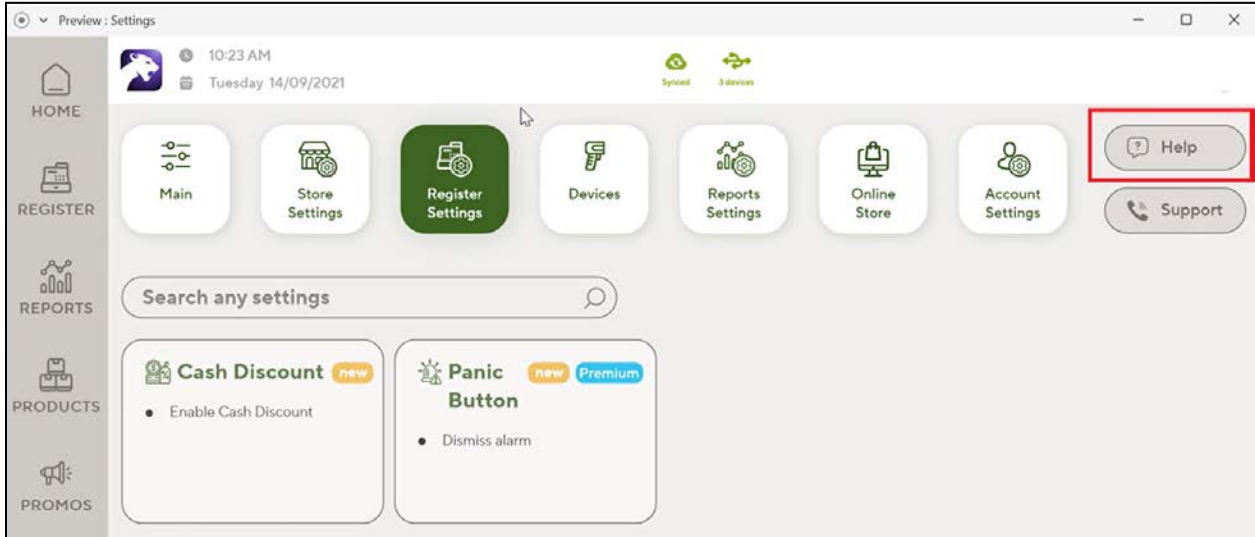 Preview : Settings
10:23 AM
Tuesday 14/09/2021
Synced
3 devices
HOME
REGISTER
REPORTS
PRODUCTS
PROMOS
Main
Store
Settings
Register
Settings
Devices
Reports
Settings
Online
Store
Account
Settings
? Help
Support
Search any settings
Cash Discount new
• Enable Cash Discount
Panic new Premium
Button
• Dismiss alarm